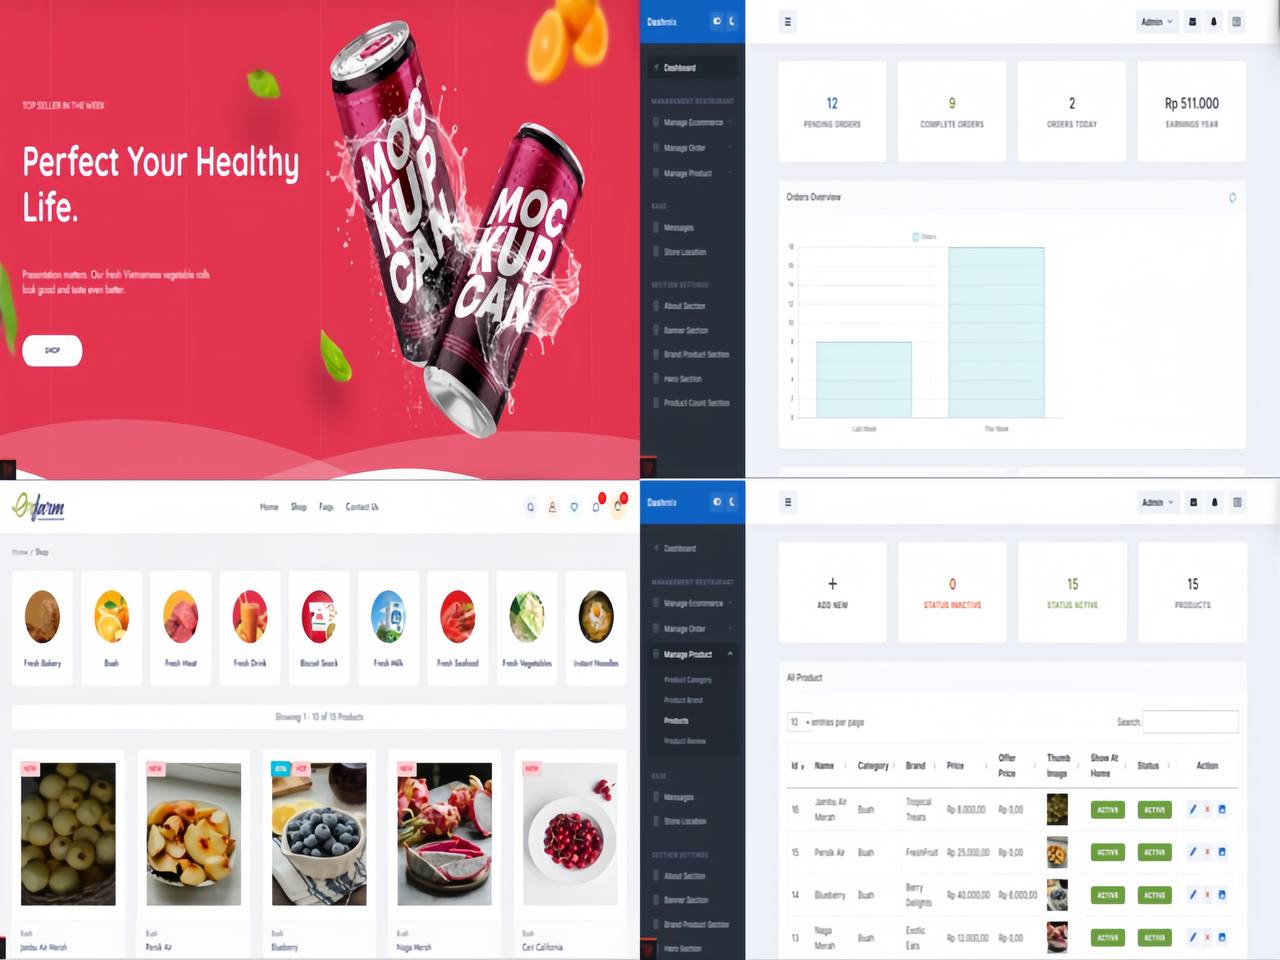 TOP SELLER IN THE WEEK
Perfect Your Healthy
Life.
Presentation matters. Our fresh Vietnamese vegetable rolls
look good and taste even better.
SHOP
MOC
KUP
CAN
MOC
KUP
CAN
Dashmix
Admin
Dashboard
MANAGEMENT RESTAURANT
Manage Ecommerce
Manage Order
Manage Product
BASE
Messages
Store Location
SECTION SETTINGS
About Section
Banner Section
Brand Product Section
Hero Section
Product Count Section
12
PENDING ORDERS
9
COMPLETE ORDERS
2
ORDERS TODAY
Rp 511.000
EARNINGS YEAR
Orders Overview
Orders
18
16
14
12
10
8
6
4
2
0
Last Week
This Week
Orfarm
Home
Shop
Faqs
Contact Us
Home / Shop
Fresh Bakery
Buah
Fresh Meat
Fresh Drink
Biscuit Snack
Fresh Milk
Fresh Seafood
Fresh Vegetables
Instant Noodles
Showing 1 - 10 of 15 Products
NEW
NEW
HOT
NEW
NEW
Buah
Jambu Air Merah
Buah
Persik Air
Buah
Blueberry
Buah
Naga Merah
Buah
Ceri California
Dashmix
Admin
Dashboard
MANAGEMENT RESTAURANT
Manage Ecommerce
Manage Order
Manage Product
Product Category
Product Brand
Products
Product Review
BASE
Messages
Store Location
SECTION SETTINGS
About Section
Banner Section
Brand Product Section
Hero Section
+
ADD NEW
0
STATUS INACTIVE
15
STATUS ACTIVE
15
PRODUCTS
All Product
10 entries per page
Search:
Id Name Category Brand Price Offer Price Thumb Image Show At Home Status Action
16 Jambu Air Merah Buah Tropical Treats Rp 8.000,00 Rp 0,00 ACTIVE ACTIVE
15 Persik Air Buah FreshFruit Rp 25.000,00 Rp 0,00 ACTIVE ACTIVE
14 Blueberry Buah Berry Delights Rp 40.000,00 Rp 6.000,00 ACTIVE ACTIVE
13 Naga Merah Buah Exotic Eats Rp 12.000,00 Rp 0,00 ACTIVE ACTIVE